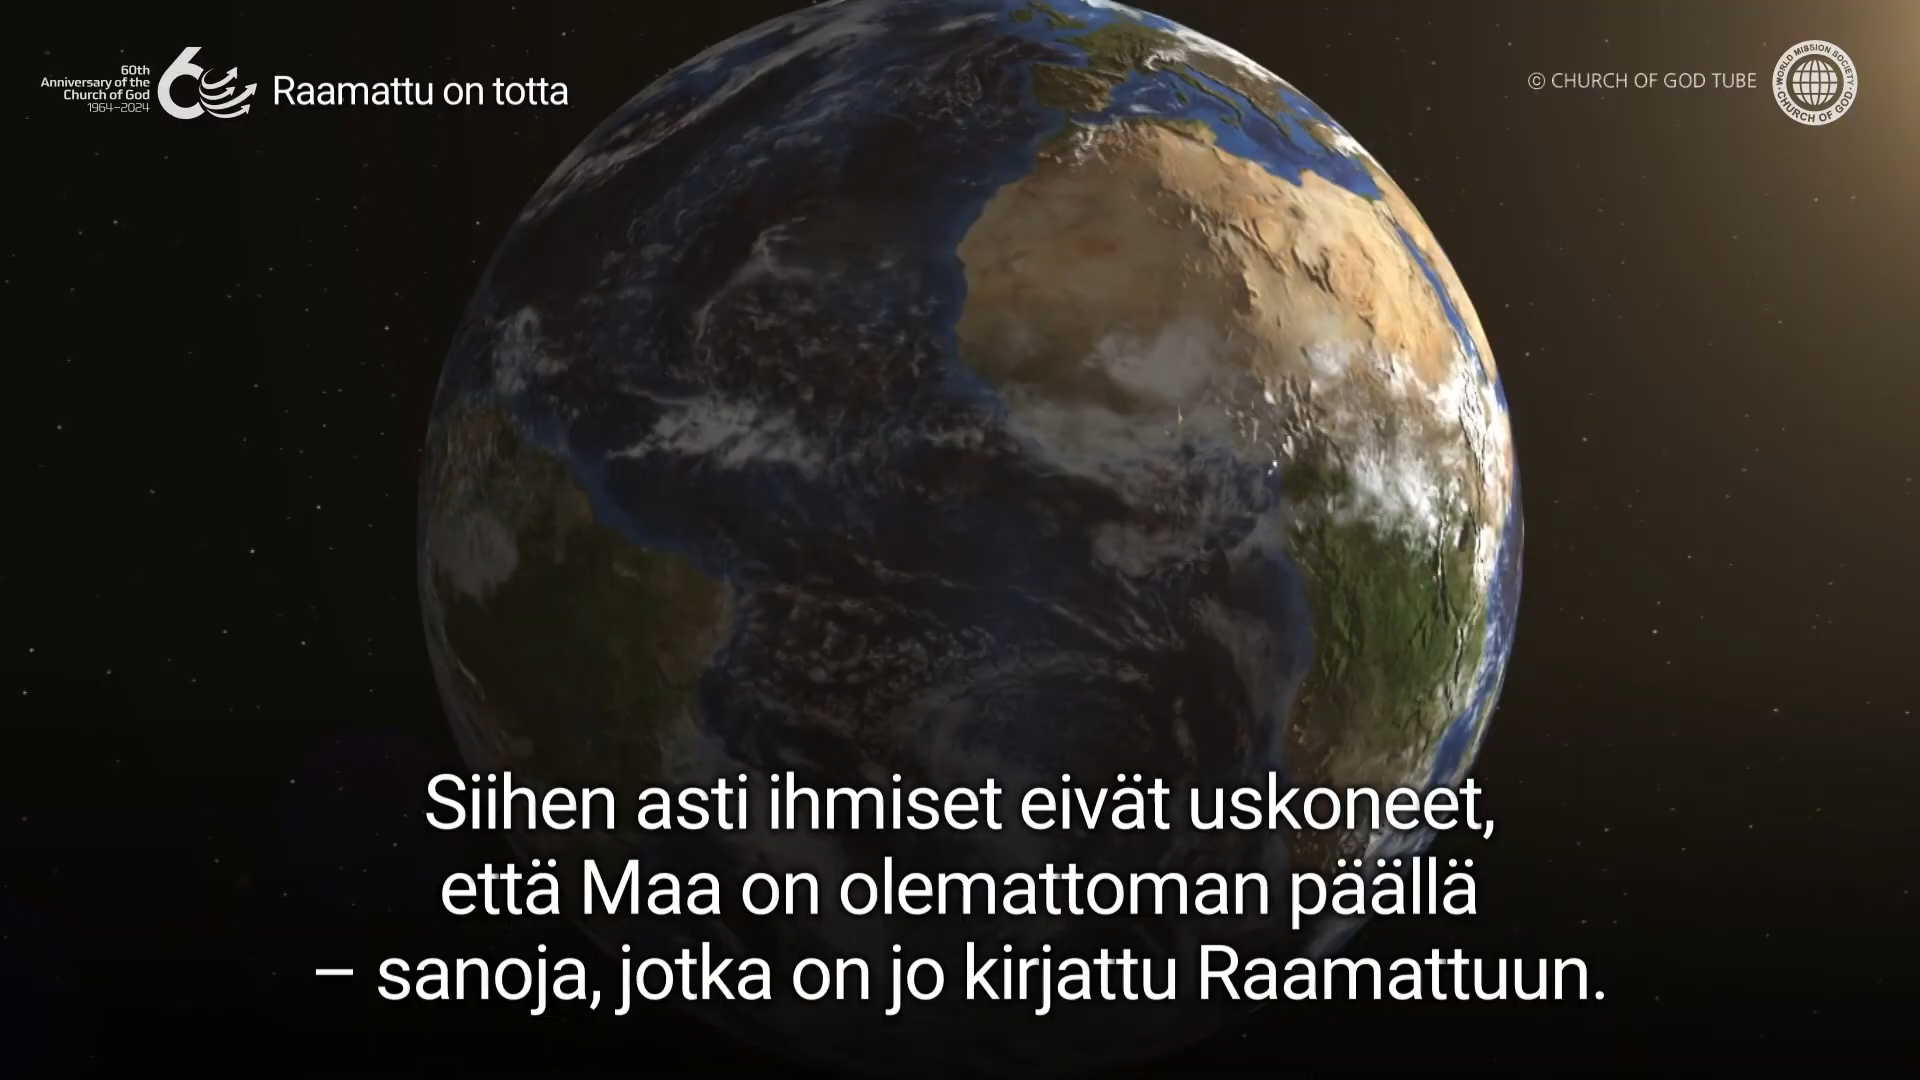 60th
Anniversary of the
Church of God
1964–2024
Raamattu on totta
© CHURCH OF GOD TUBE
WORLD MISSION SOCIETY
CHURCH OF GOD
Siihen asti ihmiset eivät uskoneet,
että Maa on olemattoman päällä
– sanoja, jotka on jo kirjattu Raamattuun.